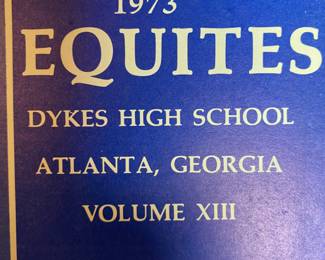 1973
EQUITES
DYKES HIGH SCHOOL
ATLANTA, GEORGIA
VOLUME XIII